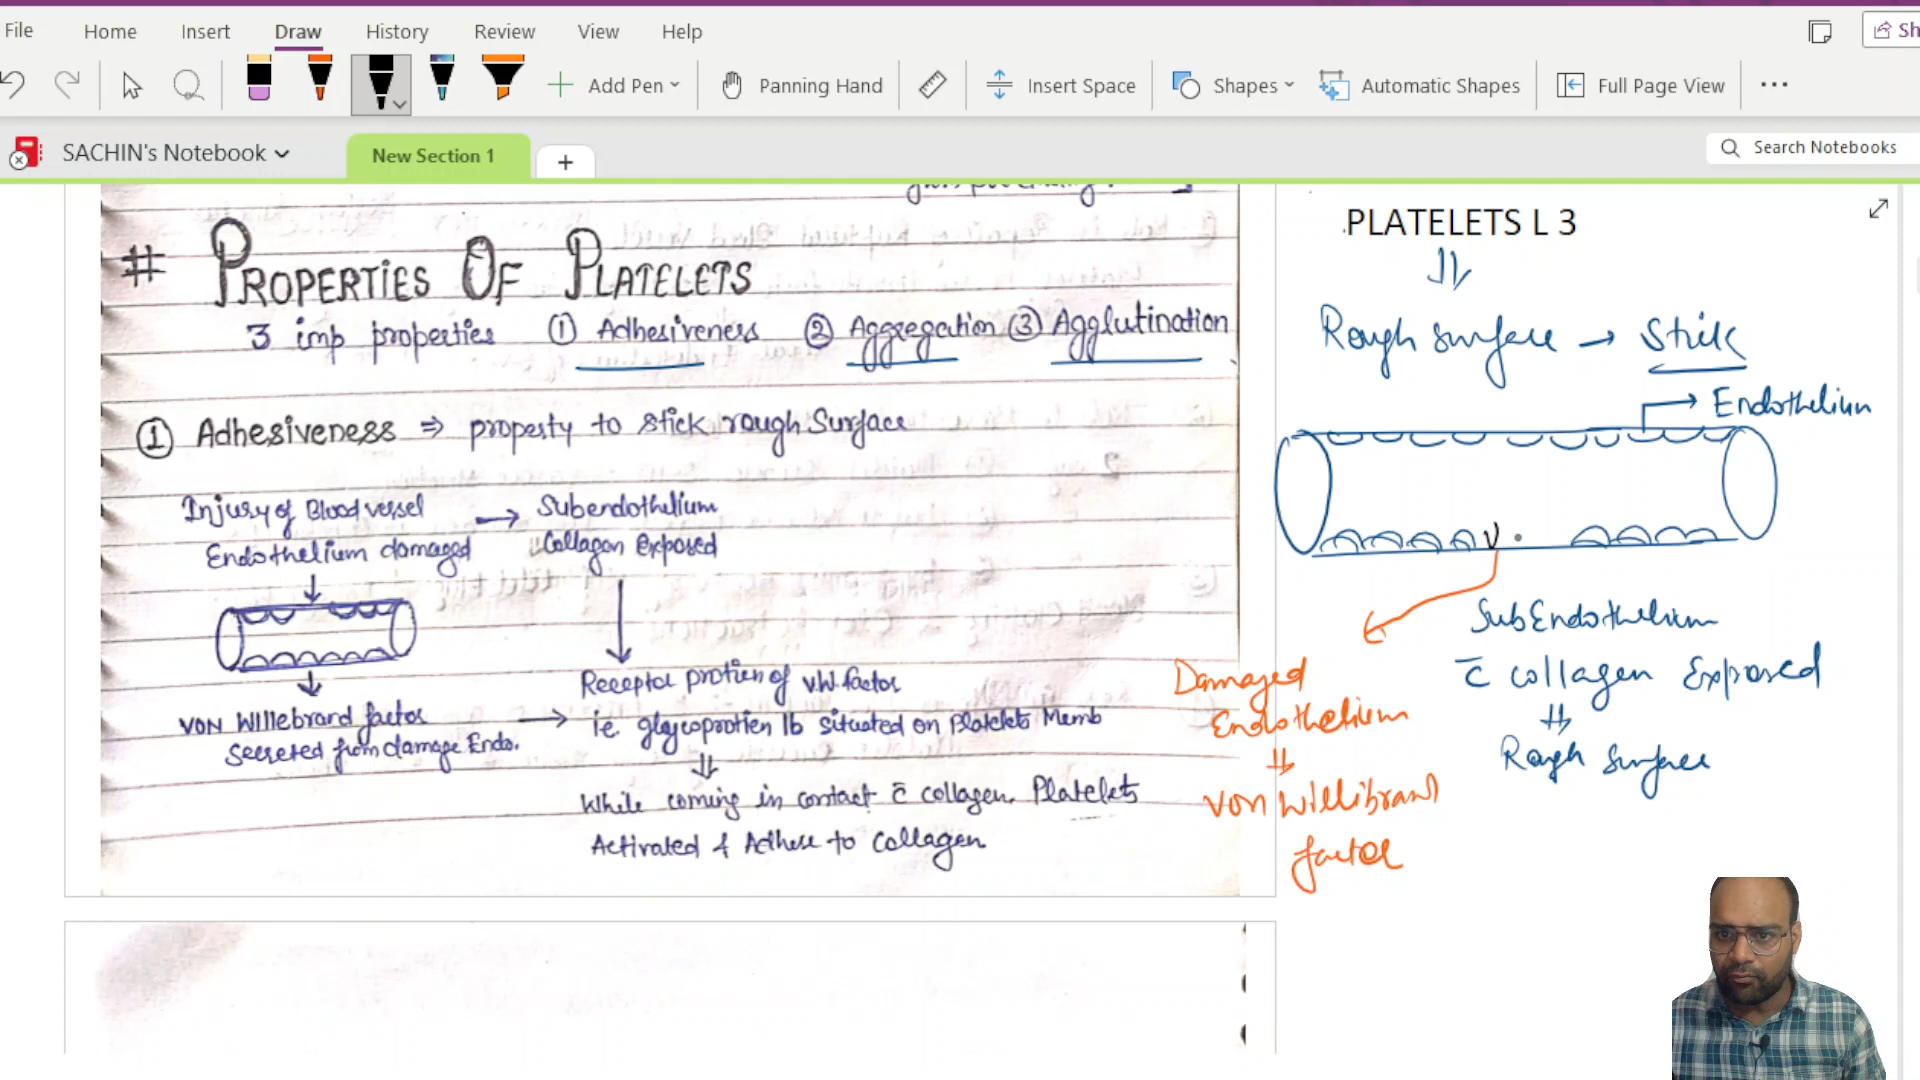 File Home Insert Draw History Review View Help Sh
Add Pen Panning Hand Insert Space Shapes Automatic Shapes Full Page View
SACHIN's Notebook New Section 1 + Search Notebooks
# PROPERTIES OF PLATELETS
3 imp properties ① Adhesiveness ② Aggregation ③ Agglutination
① Adhesiveness ⇒ property to stick rough Surface
Injury of Blood vessel → Subendothelium
Endothelium damaged Collagen exposed
Receptor protien of v.W. factor
VON Willebrand factor → i.e. glycoprotien Ib situated on Platelets Memb
Secreted from damage Endo.
While coming in contact c̄ collagen, Platelets
Activated & Adhere to Collagen
PLATELETS L 3
Rough surface → Stick
Endothelium
V
SubEndothelium
c̄ collagen Exposed
Rough surface
Damaged
Endothelium
Von Willibrand
factor